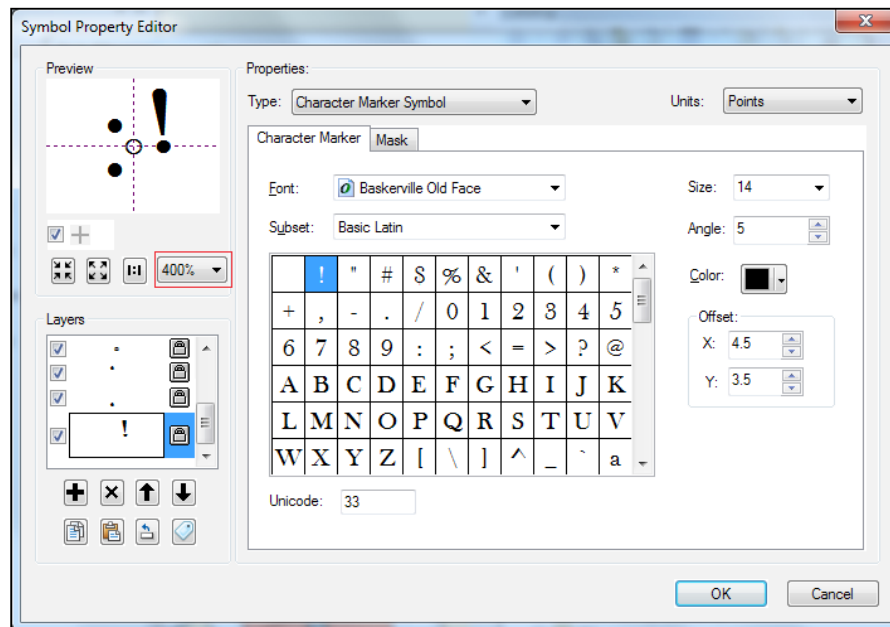 Symbol Property Editor
Preview
400%
Layers
!
Properties:
Type: Character Marker Symbol
Units: Points
Character Marker Mask
Font: Baskerville Old Face
Subset: Basic Latin
! " # $ % & ' ( ) *
+ , - . / 0 1 2 3 4 5
6 7 8 9 : ; < = > ? @
A B C D E F G H I J K
L M N O P Q R S T U V
W X Y Z [ \ ] ^ _ ` a
Unicode: 33
Size: 14
Angle: 5
Color:
Offset:
X: 4.5
Y: 3.5
OK Cancel